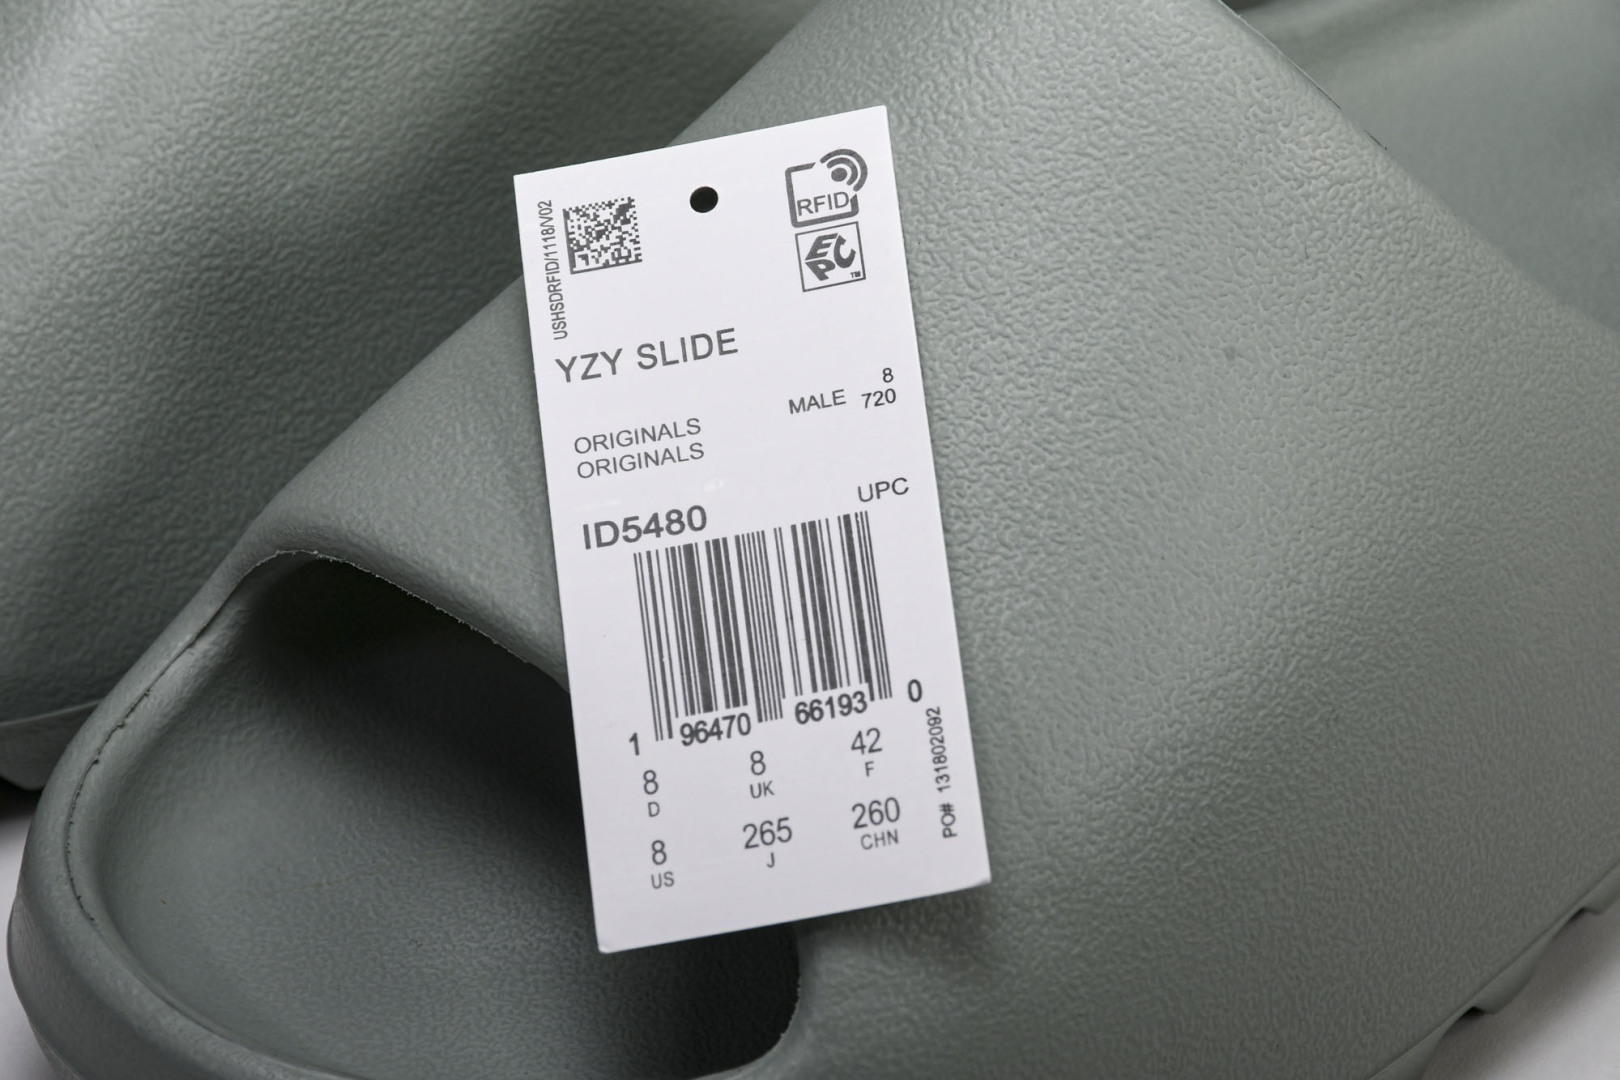 USHSDRFID/1118/V02
RFID
EPC™
YZY SLIDE
8
MALE 720
ORIGINALS
ORIGINALS
UPC
ID5480
1 96470 66193 0
8 8 42
D UK F
8 265 260
US J CHN
PO# 131802092